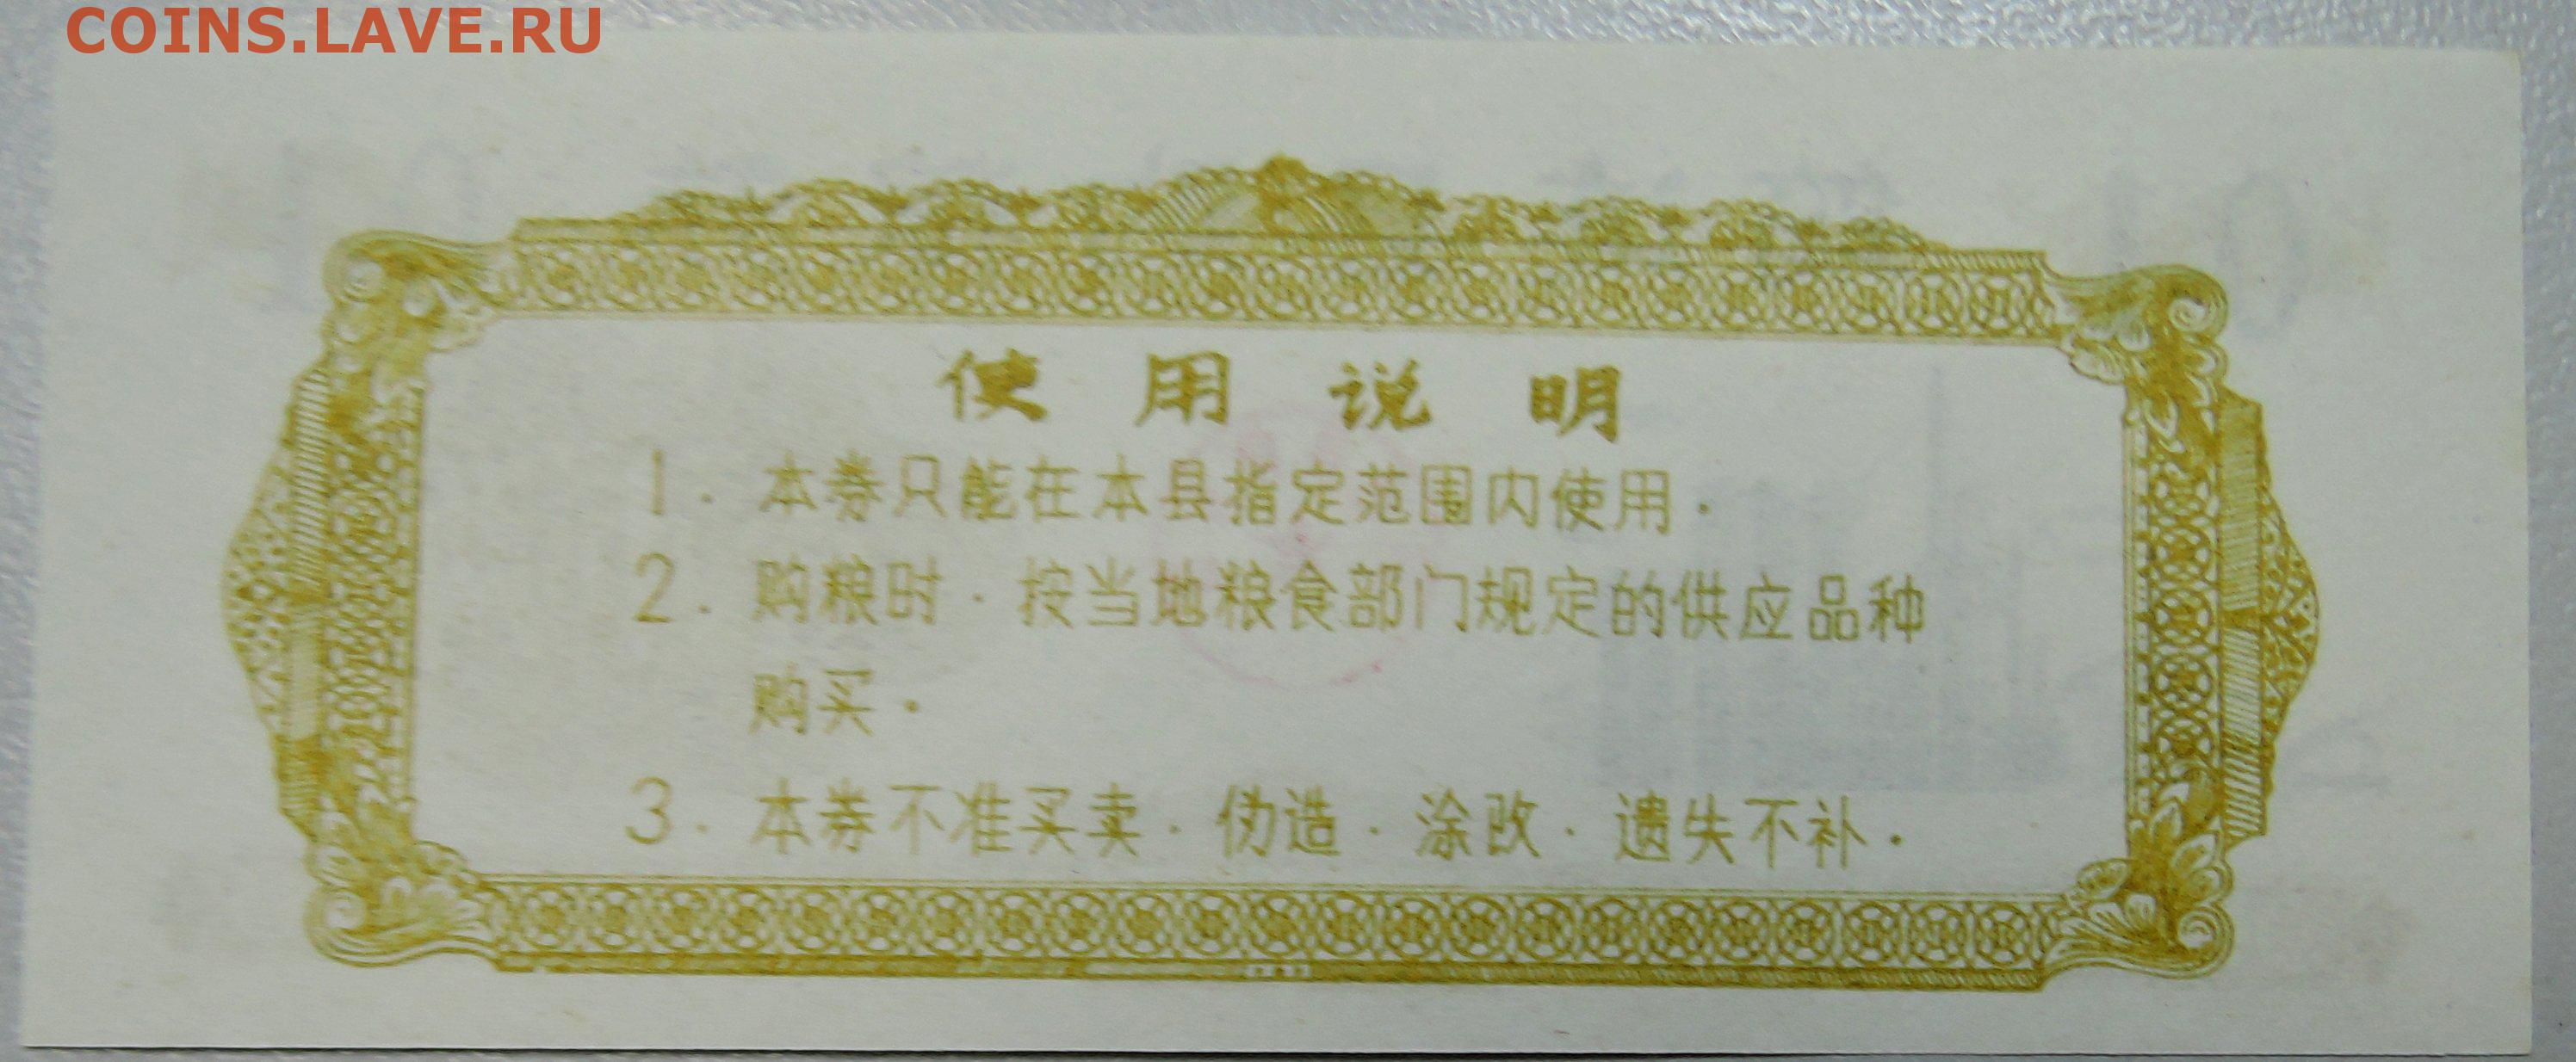 COINS.LAVE.RU
使用说明
1.本券只能在本县指定范围内使用.
2.购粮时.按当地粮食部门规定的供应品种
购买.
3.本券不准买卖.伪造.涂改.遗失不补.